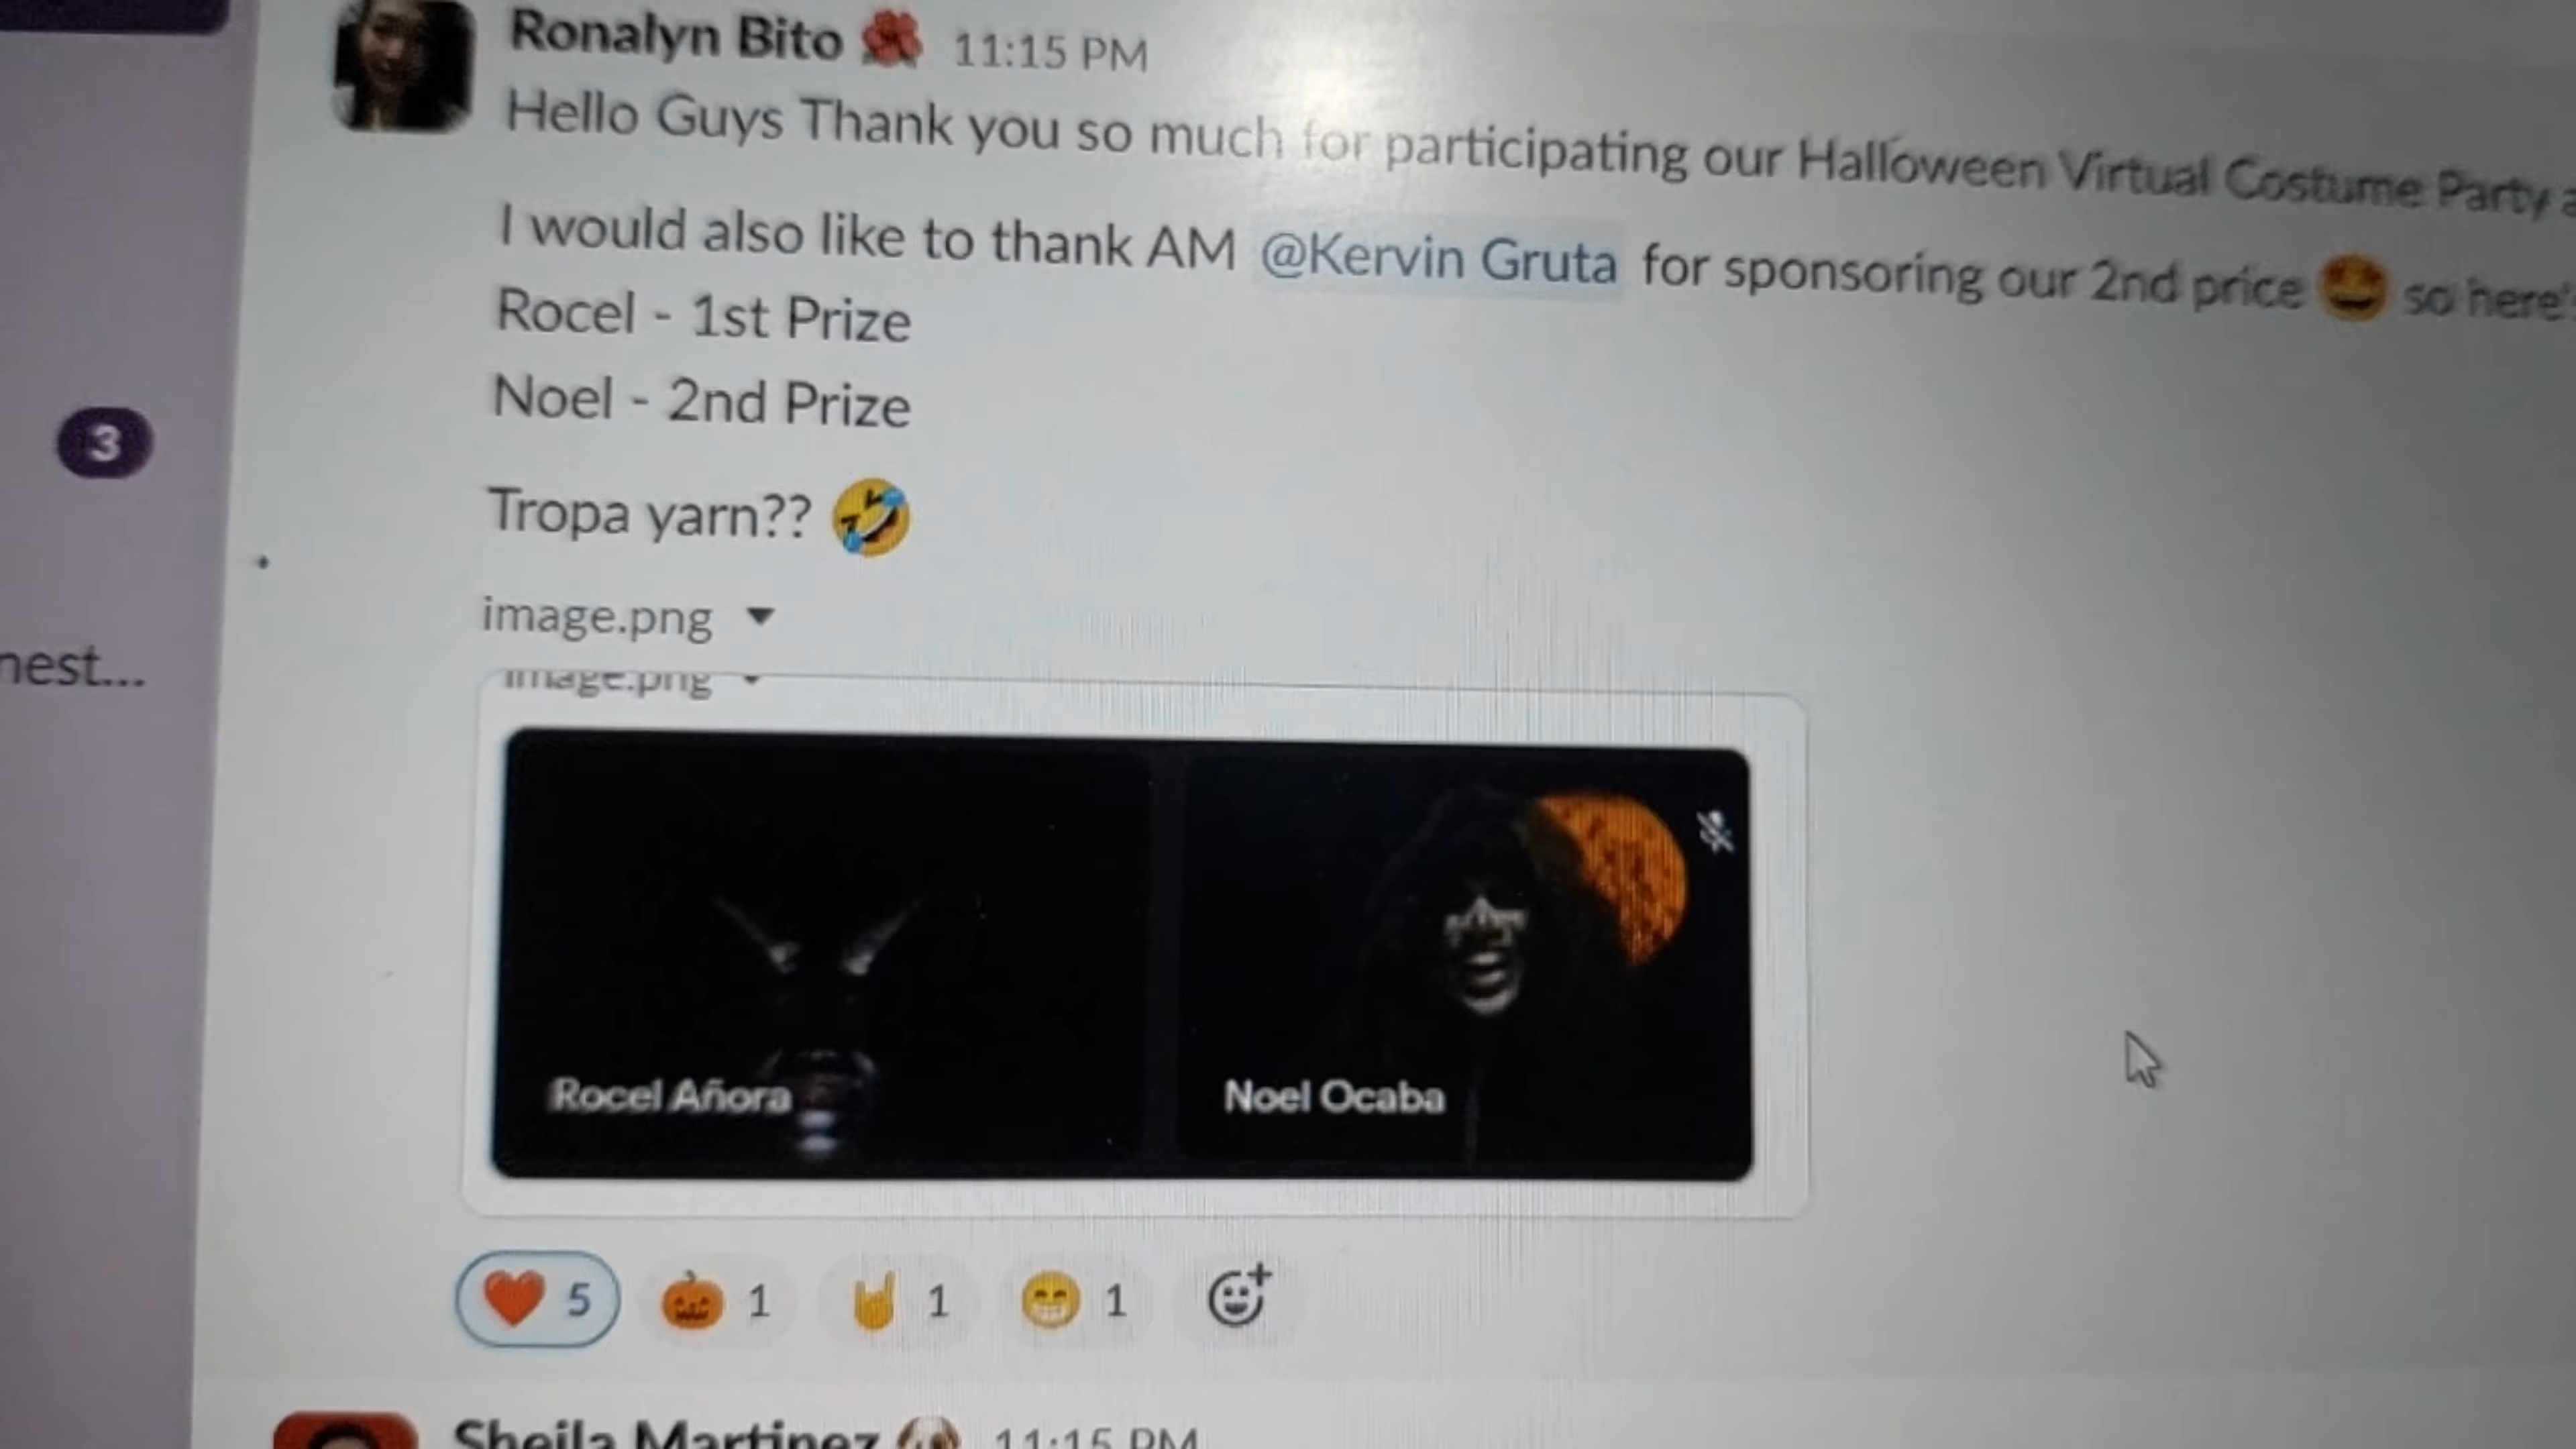 Ronalyn Bito 11:15 PM
Hello Guys Thank you so much for participating our Halloween Virtual Costume Party
I would also like to thank AM @Kervin Gruta for sponsoring our 2nd price 🤩 so here's
Rocel - 1st Prize
Noel - 2nd Prize
3
Tropa yarn?? 🤣
image.png
nest...
image.png
Rocel Añora
Noel Ocaba
❤️ 5 🎃 1 🤘 1 😁 1
Sheila Martinez 11:15 PM